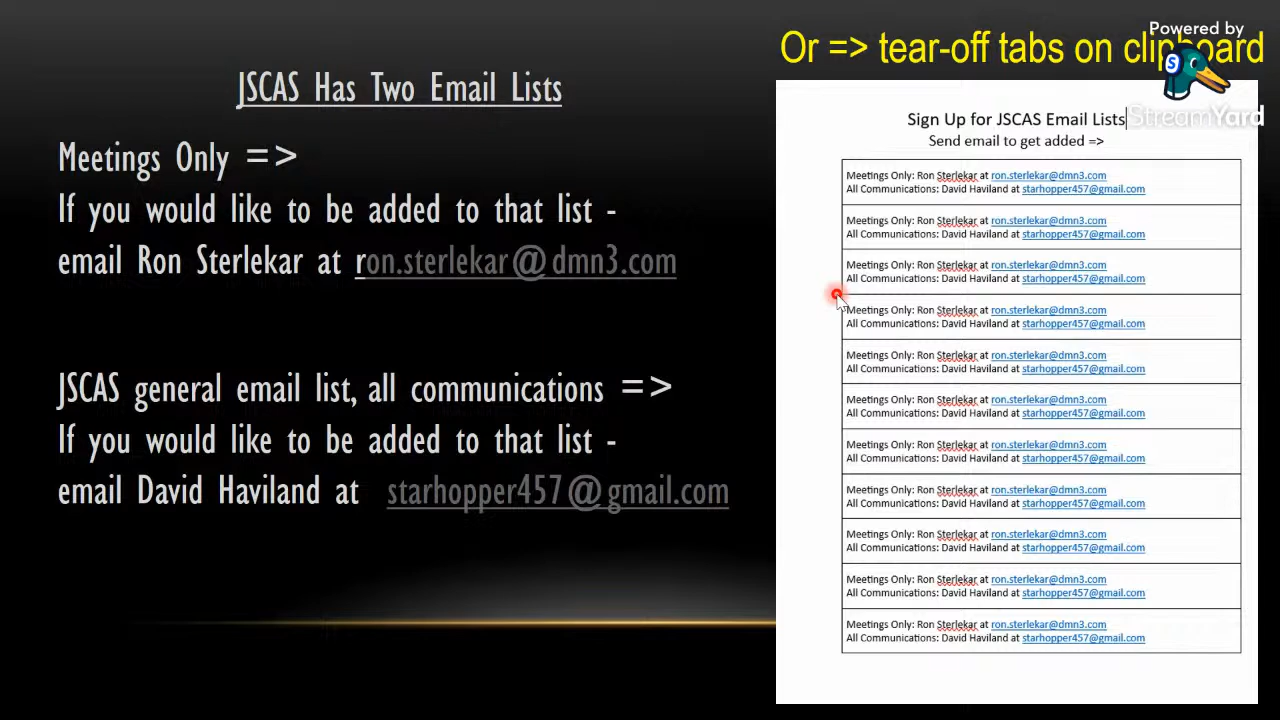 Powered by
StreamYard
Or => tear-off tabs on clipboard
JSCAS Has Two Email Lists
Meetings Only =>
If you would like to be added to that list -
email Ron Sterlekar at ron.sterlekar@dmn3.com
JSCAS general email list, all communications =>
If you would like to be added to that list -
email David Haviland at starhopper457@gmail.com
Sign Up for JSCAS Email Lists
Send email to get added =>
Meetings Only: Ron Sterlekar at ron.sterlekar@dmn3.com
All Communications: David Haviland at starhopper457@gmail.com
Meetings Only: Ron Sterlekar at ron.sterlekar@dmn3.com
All Communications: David Haviland at starhopper457@gmail.com
Meetings Only: Ron Sterlekar at ron.sterlekar@dmn3.com
All Communications: David Haviland at starhopper457@gmail.com
Meetings Only: Ron Sterlekar at ron.sterlekar@dmn3.com
All Communications: David Haviland at starhopper457@gmail.com
Meetings Only: Ron Sterlekar at ron.sterlekar@dmn3.com
All Communications: David Haviland at starhopper457@gmail.com
Meetings Only: Ron Sterlekar at ron.sterlekar@dmn3.com
All Communications: David Haviland at starhopper457@gmail.com
Meetings Only: Ron Sterlekar at ron.sterlekar@dmn3.com
All Communications: David Haviland at starhopper457@gmail.com
Meetings Only: Ron Sterlekar at ron.sterlekar@dmn3.com
All Communications: David Haviland at starhopper457@gmail.com
Meetings Only: Ron Sterlekar at ron.sterlekar@dmn3.com
All Communications: David Haviland at starhopper457@gmail.com
Meetings Only: Ron Sterlekar at ron.sterlekar@dmn3.com
All Communications: David Haviland at starhopper457@gmail.com
Meetings Only: Ron Sterlekar at ron.sterlekar@dmn3.com
All Communications: David Haviland at starhopper457@gmail.com